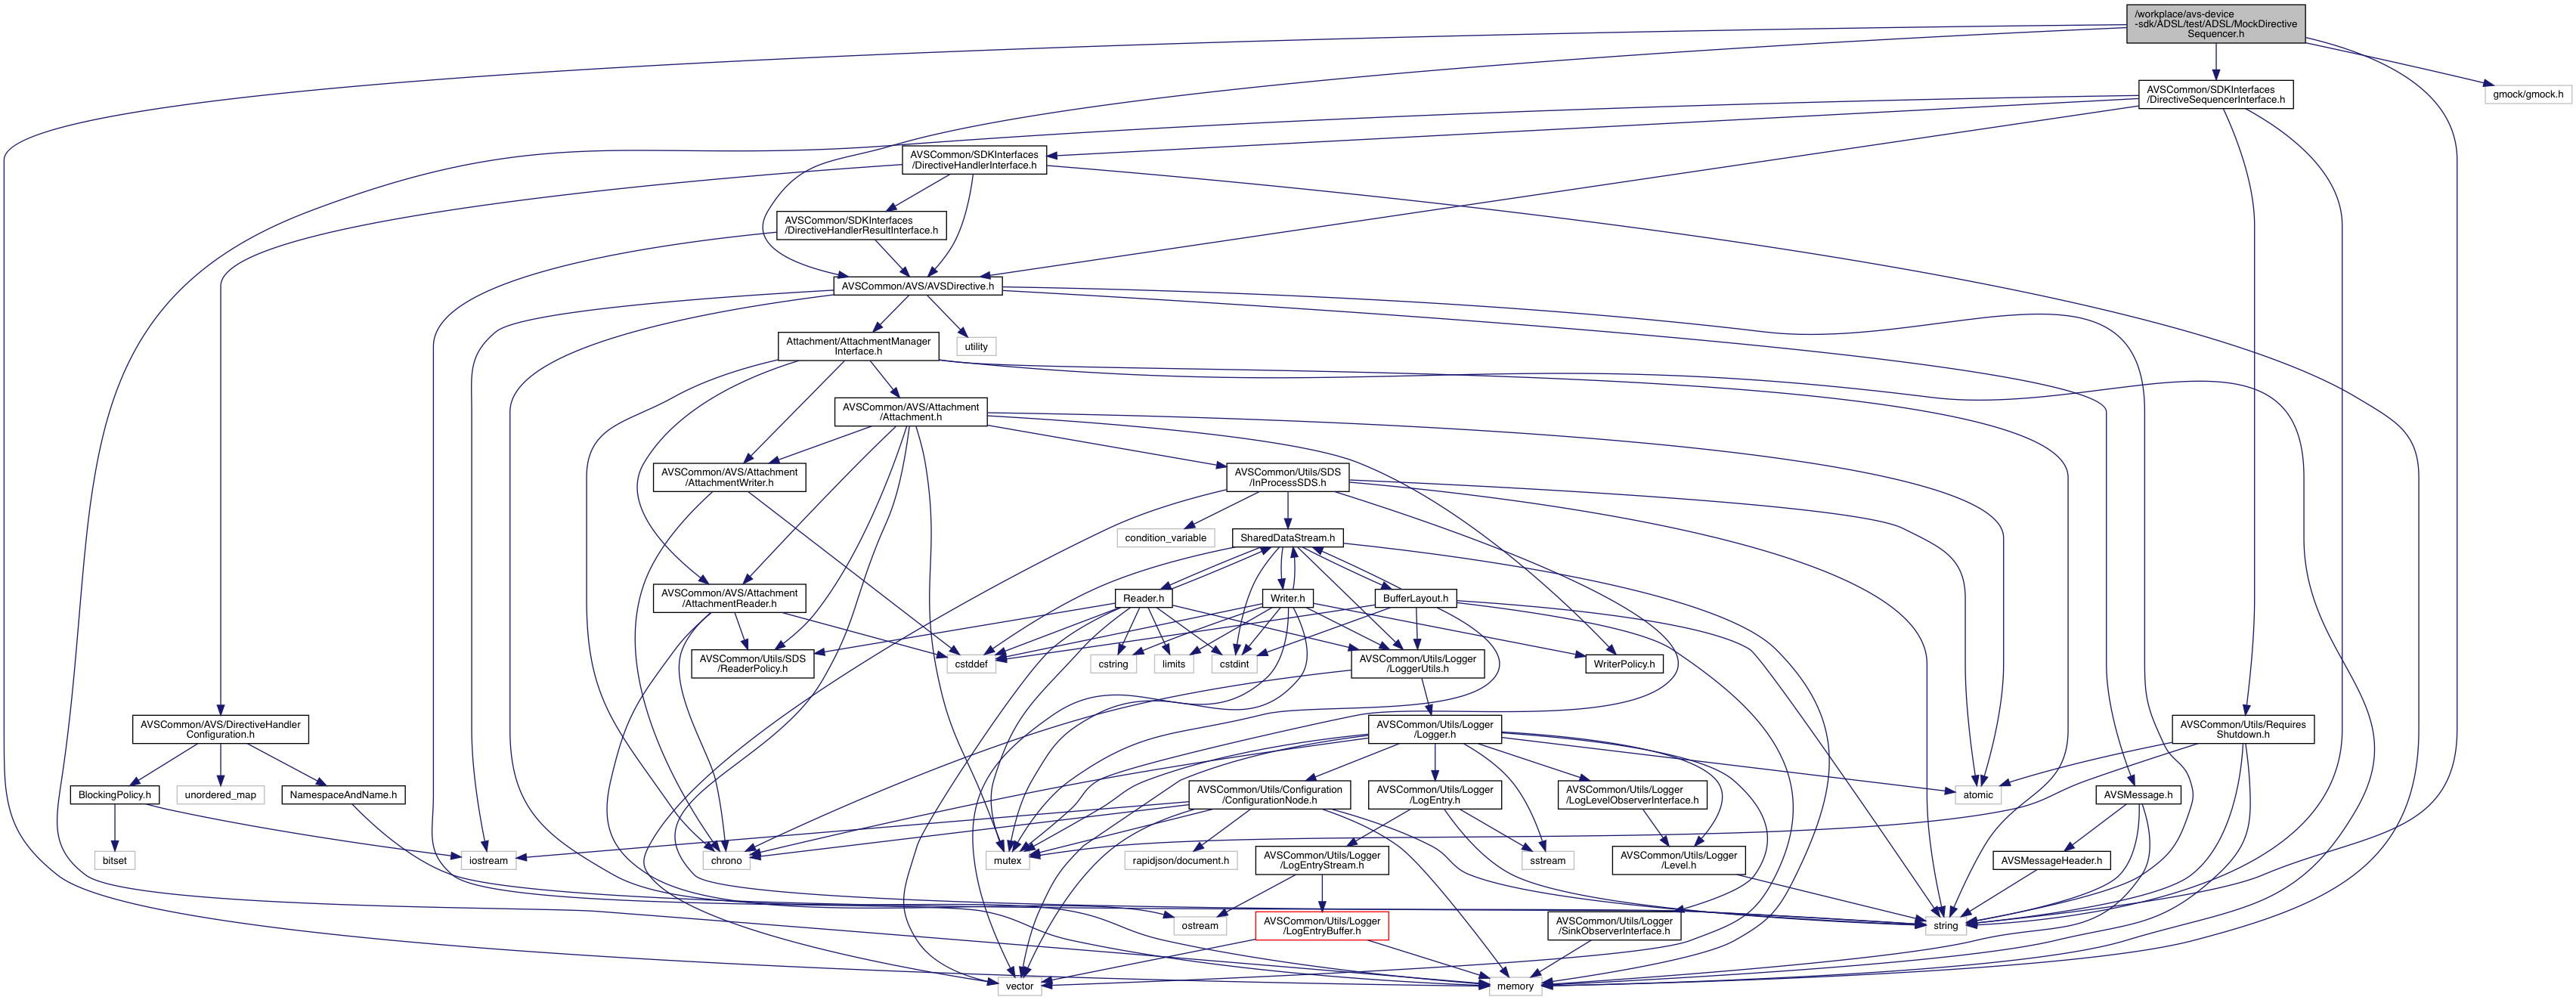 /workplace/avs-device
-sdk/ADSL/test/ADSL/MockDirective
Sequencer.h
AVSCommon/SDKInterfaces
/DirectiveSequencerInterface.h
gmock/gmock.h
AVSCommon/SDKInterfaces
/DirectiveHandlerInterface.h
AVSCommon/SDKInterfaces
/DirectiveHandlerResultInterface.h
AVSCommon/AVS/AVSDirective.h
Attachment/AttachmentManager
Interface.h
utility
AVSCommon/AVS/Attachment
/Attachment.h
AVSCommon/AVS/Attachment
/AttachmentWriter.h
AVSCommon/Utils/SDS
/InProcessSDS.h
condition_variable
SharedDataStream.h
AVSCommon/AVS/Attachment
/AttachmentReader.h
Reader.h
Writer.h
BufferLayout.h
AVSCommon/Utils/SDS
/ReaderPolicy.h
cstddef
cstring
limits
cstdint
AVSCommon/Utils/Logger
/LoggerUtils.h
WriterPolicy.h
AVSCommon/AVS/DirectiveHandler
Configuration.h
AVSCommon/Utils/Logger
/Logger.h
AVSCommon/Utils/Requires
Shutdown.h
BlockingPolicy.h
unordered_map
NamespaceAndName.h
AVSCommon/Utils/Configuration
/ConfigurationNode.h
AVSCommon/Utils/Logger
/LogEntry.h
AVSCommon/Utils/Logger
/LogLevelObserverInterface.h
atomic
AVSMessage.h
bitset
iostream
chrono
mutex
rapidjson/document.h
AVSCommon/Utils/Logger
/LogEntryStream.h
sstream
AVSCommon/Utils/Logger
/Level.h
AVSMessageHeader.h
ostream
AVSCommon/Utils/Logger
/LogEntryBuffer.h
AVSCommon/Utils/Logger
/SinkObserverInterface.h
string
vector
memory